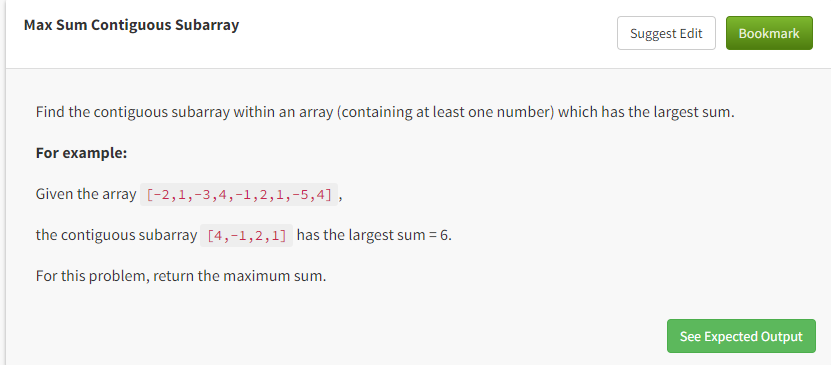 Max Sum Contiguous Subarray
Suggest Edit
Bookmark
Find the contiguous subarray within an array (containing at least one number) which has the largest sum.
For example:
Given the array [-2,1,-3,4,-1,2,1,-5,4] ,
the contiguous subarray [4,-1,2,1] has the largest sum = 6.
For this problem, return the maximum sum.
See Expected Output